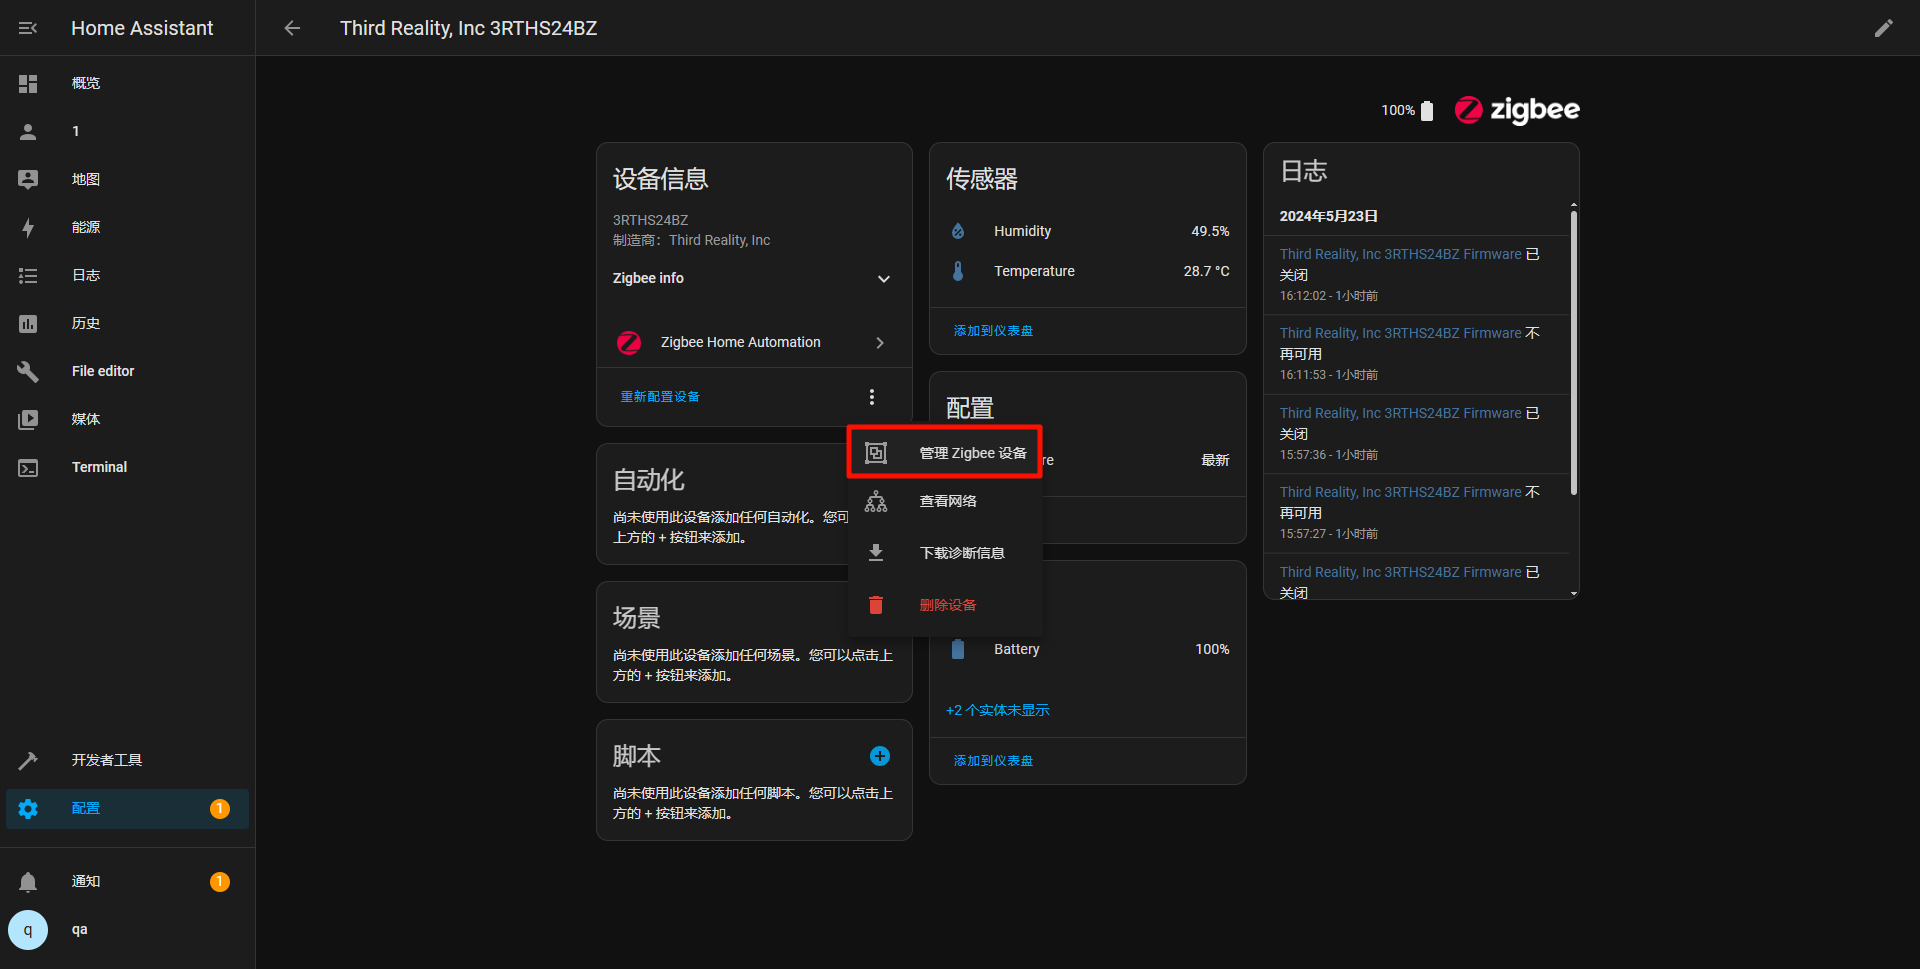 Home Assistant
Third Reality, Inc 3RTHS24BZ
概览
1
地图
能源
日志
历史
File editor
媒体
Terminal
开发者工具
配置
1
通知
1
q
qa
100%
zigbee
设备信息
3RTHS24BZ
制造商：Third Reality, Inc
Zigbee info
Zigbee Home Automation
重新配置设备
管理 Zigbee 设备
查看网络
下载诊断信息
删除设备
自动化
尚未使用此设备添加任何自动化。您可
上方的 + 按钮来添加。
场景
尚未使用此设备添加任何场景。您可以点击上
方的 + 按钮来添加。
脚本
尚未使用此设备添加任何脚本。您可以点击上
方的 + 按钮来添加。
传感器
Humidity
49.5%
Temperature
28.7 °C
添加到仪表盘
配置
re
最新
Battery
100%
+2 个实体未显示
添加到仪表盘
日志
2024年5月23日
Third Reality, Inc 3RTHS24BZ Firmware 已
关闭
16:12:02 - 1小时前
Third Reality, Inc 3RTHS24BZ Firmware 不
再可用
16:11:53 - 1小时前
Third Reality, Inc 3RTHS24BZ Firmware 已
关闭
15:57:36 - 1小时前
Third Reality, Inc 3RTHS24BZ Firmware 不
再可用
15:57:27 - 1小时前
Third Reality, Inc 3RTHS24BZ Firmware 已
关闭